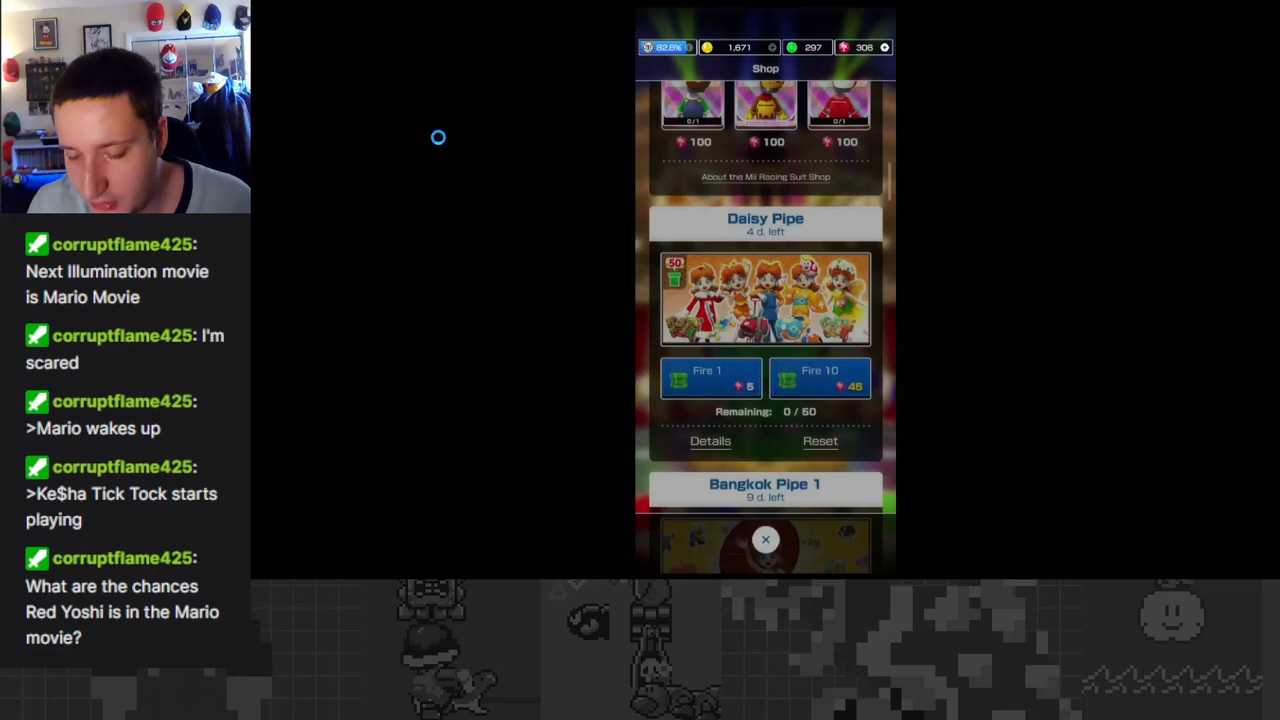 82.8%
1,671
297
306
Shop
0/1
0/1
100
100
100
About the Mii Racing Suit Shop
Daisy Pipe
4 d. left
50
Fire 1
5
Fire 10
45
Remaining: 0 / 50
Details
Reset
Bangkok Pipe 1
9 d. left
corruptflame425:
Next Illumination movie
is Mario Movie
corruptflame425: I'm
scared
corruptflame425:
>Mario wakes up
corruptflame425:
>Ke$ha Tick Tock starts
playing
corruptflame425:
What are the chances
Red Yoshi is in the Mario
movie?